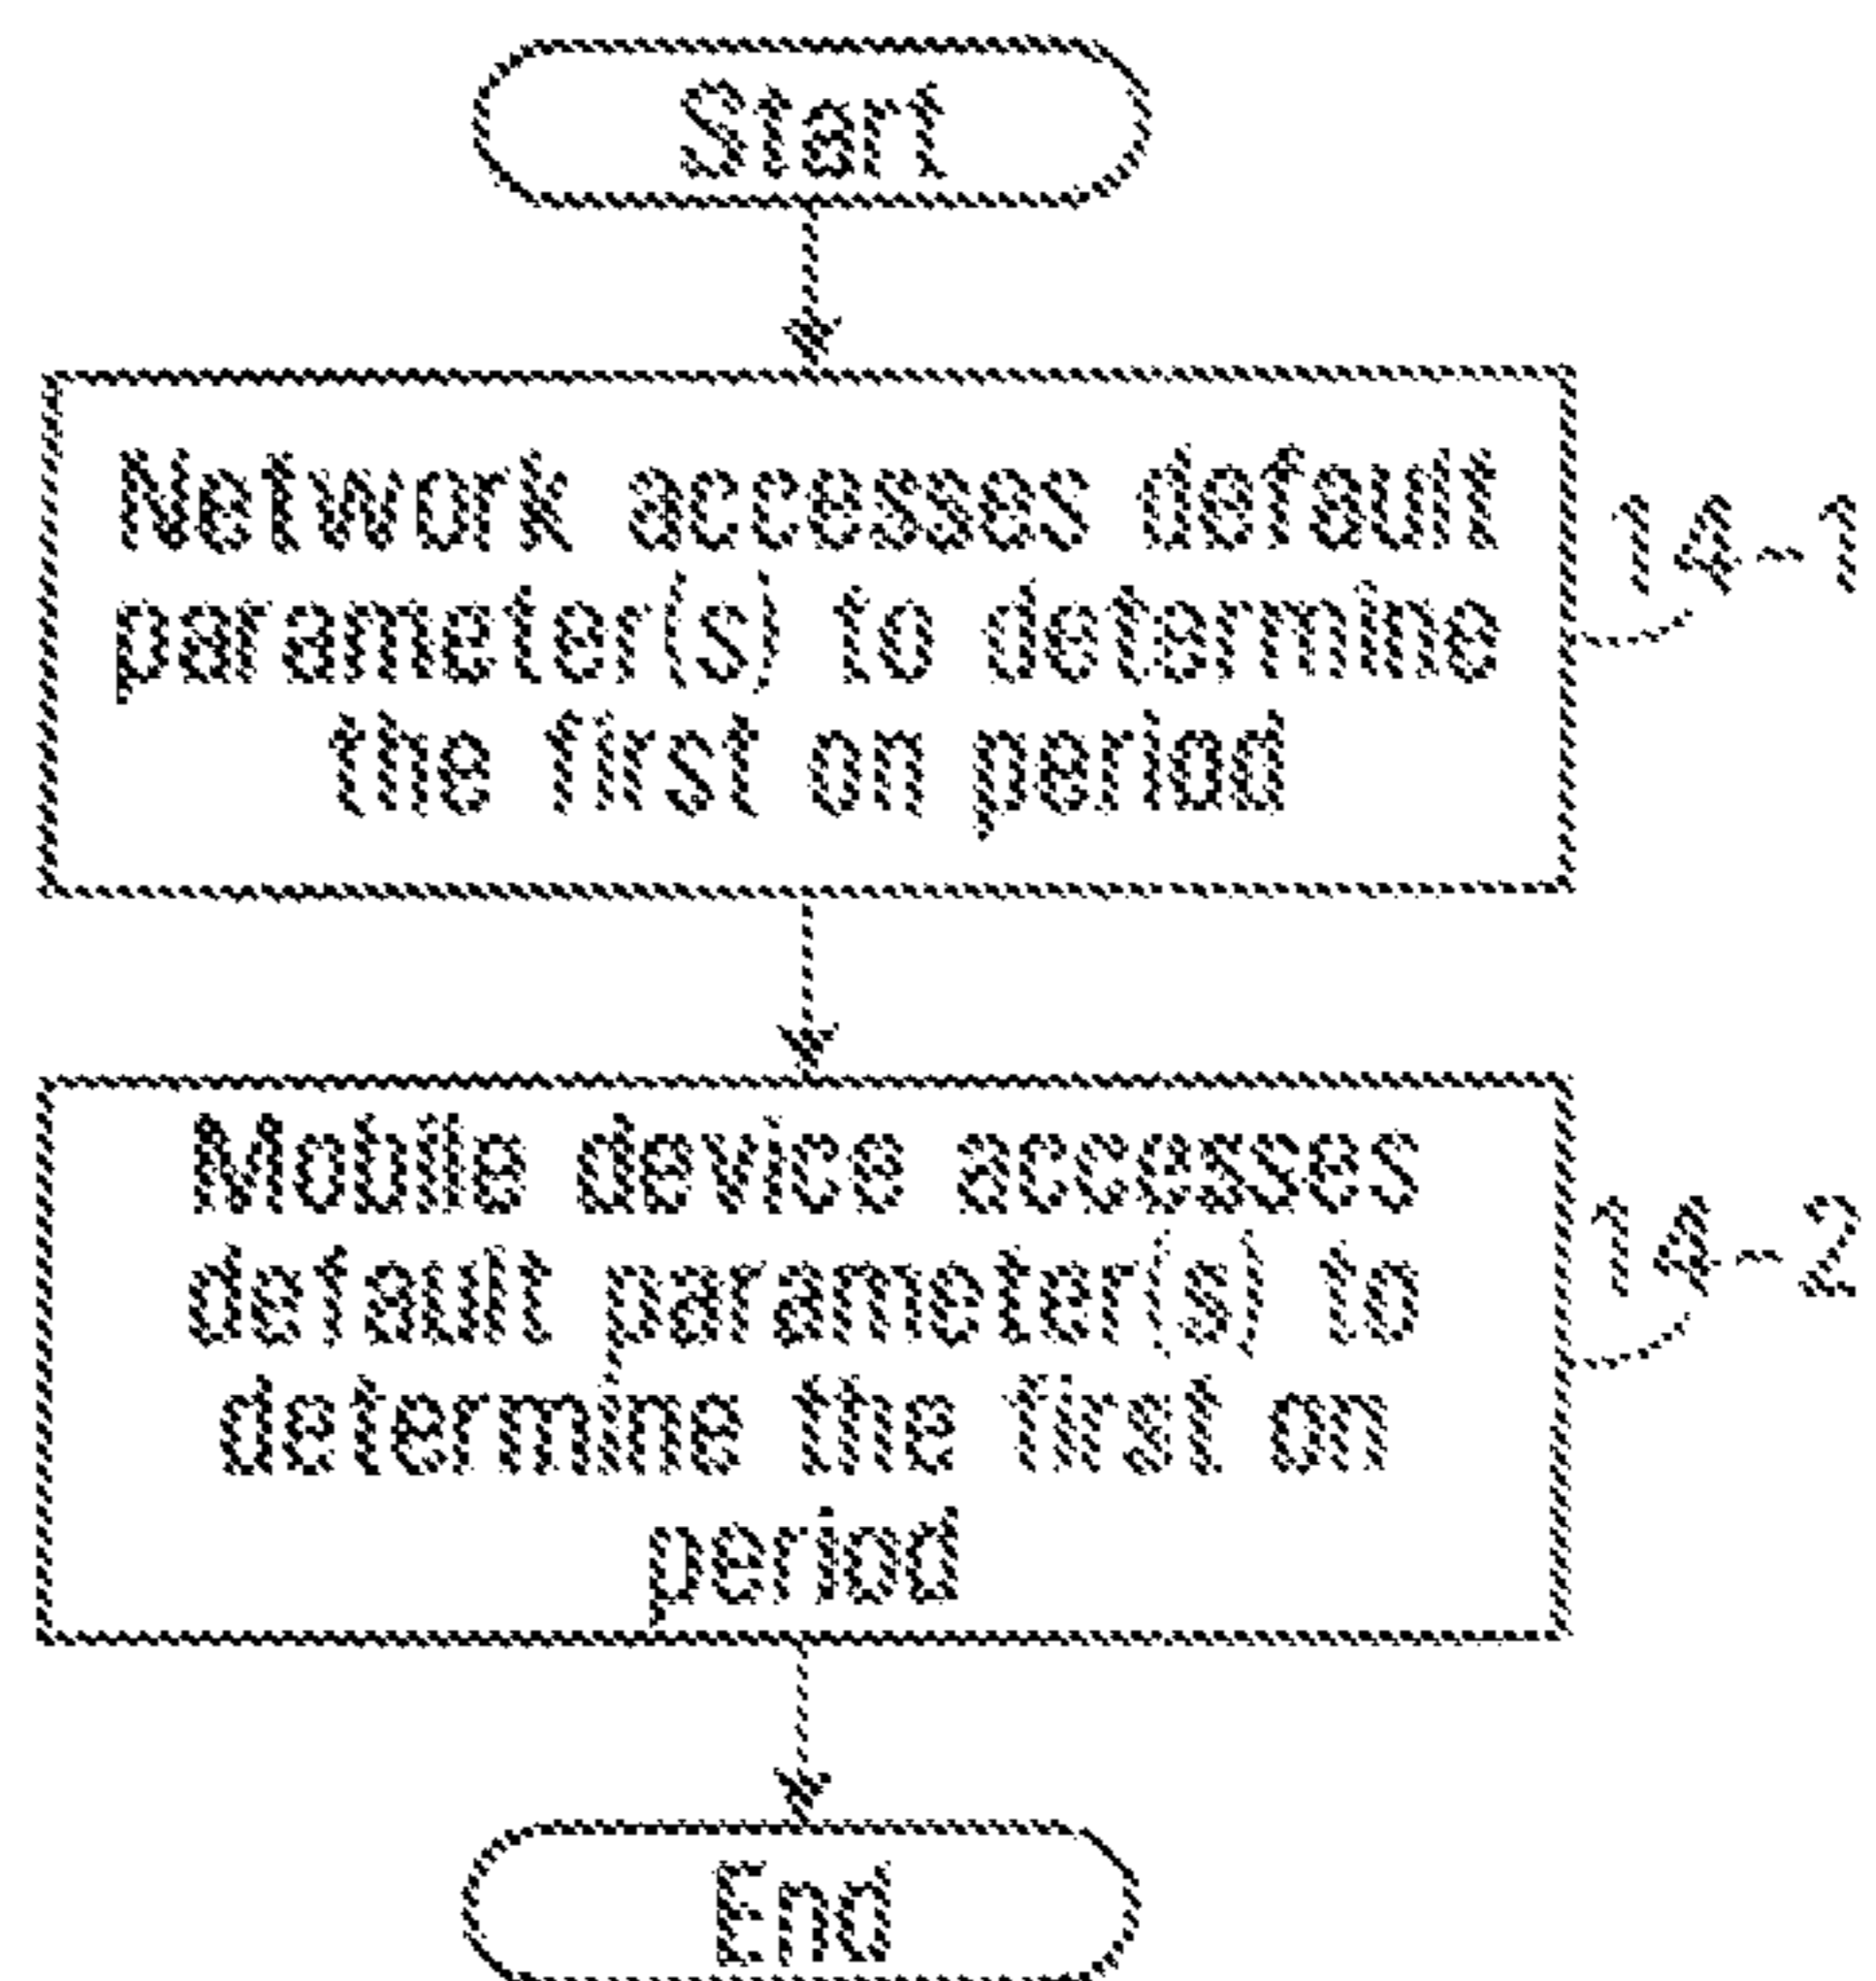 Start
Network accesses default
parameter(s) to determine
the first on period
14-1
Mobile device accesses
default parameter(s) to
determine the first on
period
14-2
End